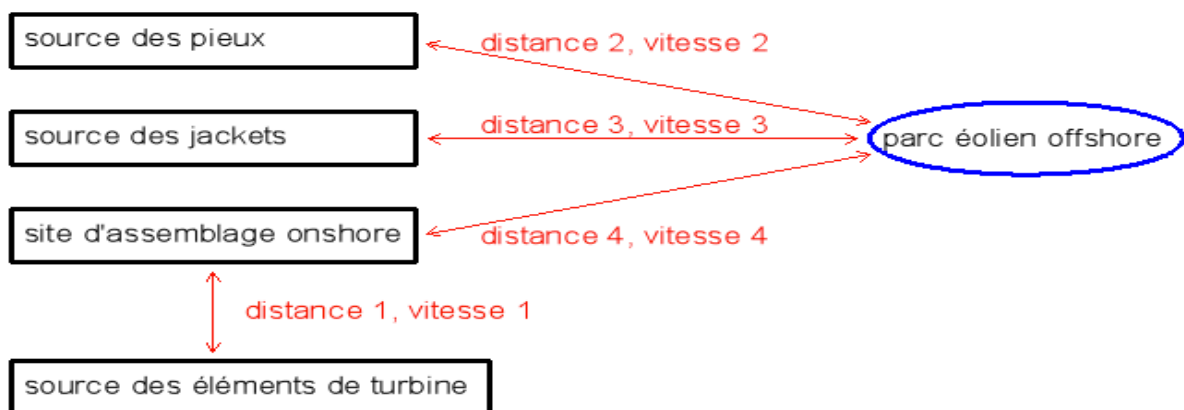 source des pieux
distance 2, vitesse 2
source des jackets
distance 3, vitesse 3
parc éolien offshore
site d'assemblage onshore
distance 4, vitesse 4
distance 1, vitesse 1
source des éléments de turbine